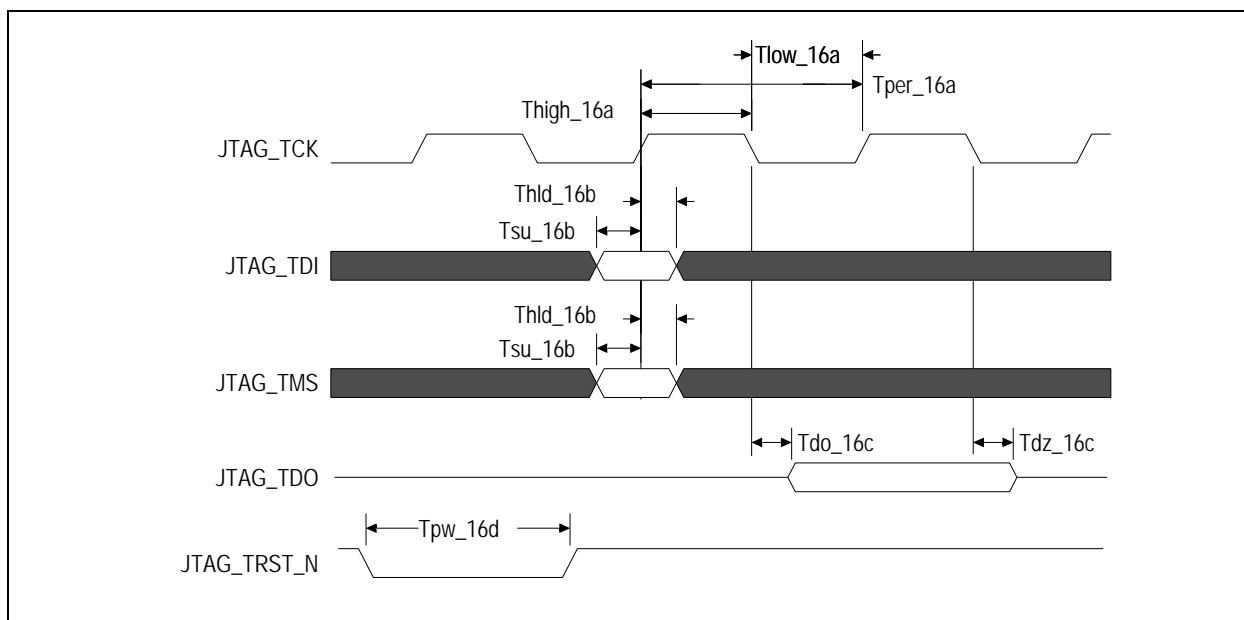 Tlow_16a
Tper_16a
Thigh_16a
JTAG_TCK
Thld_16b
Tsu_16b
JTAG_TDI
Thld_16b
Tsu_16b
JTAG_TMS
Tdo_16c
Tdz_16c
JTAG_TDO
Tpw_16d
JTAG_TRST_N